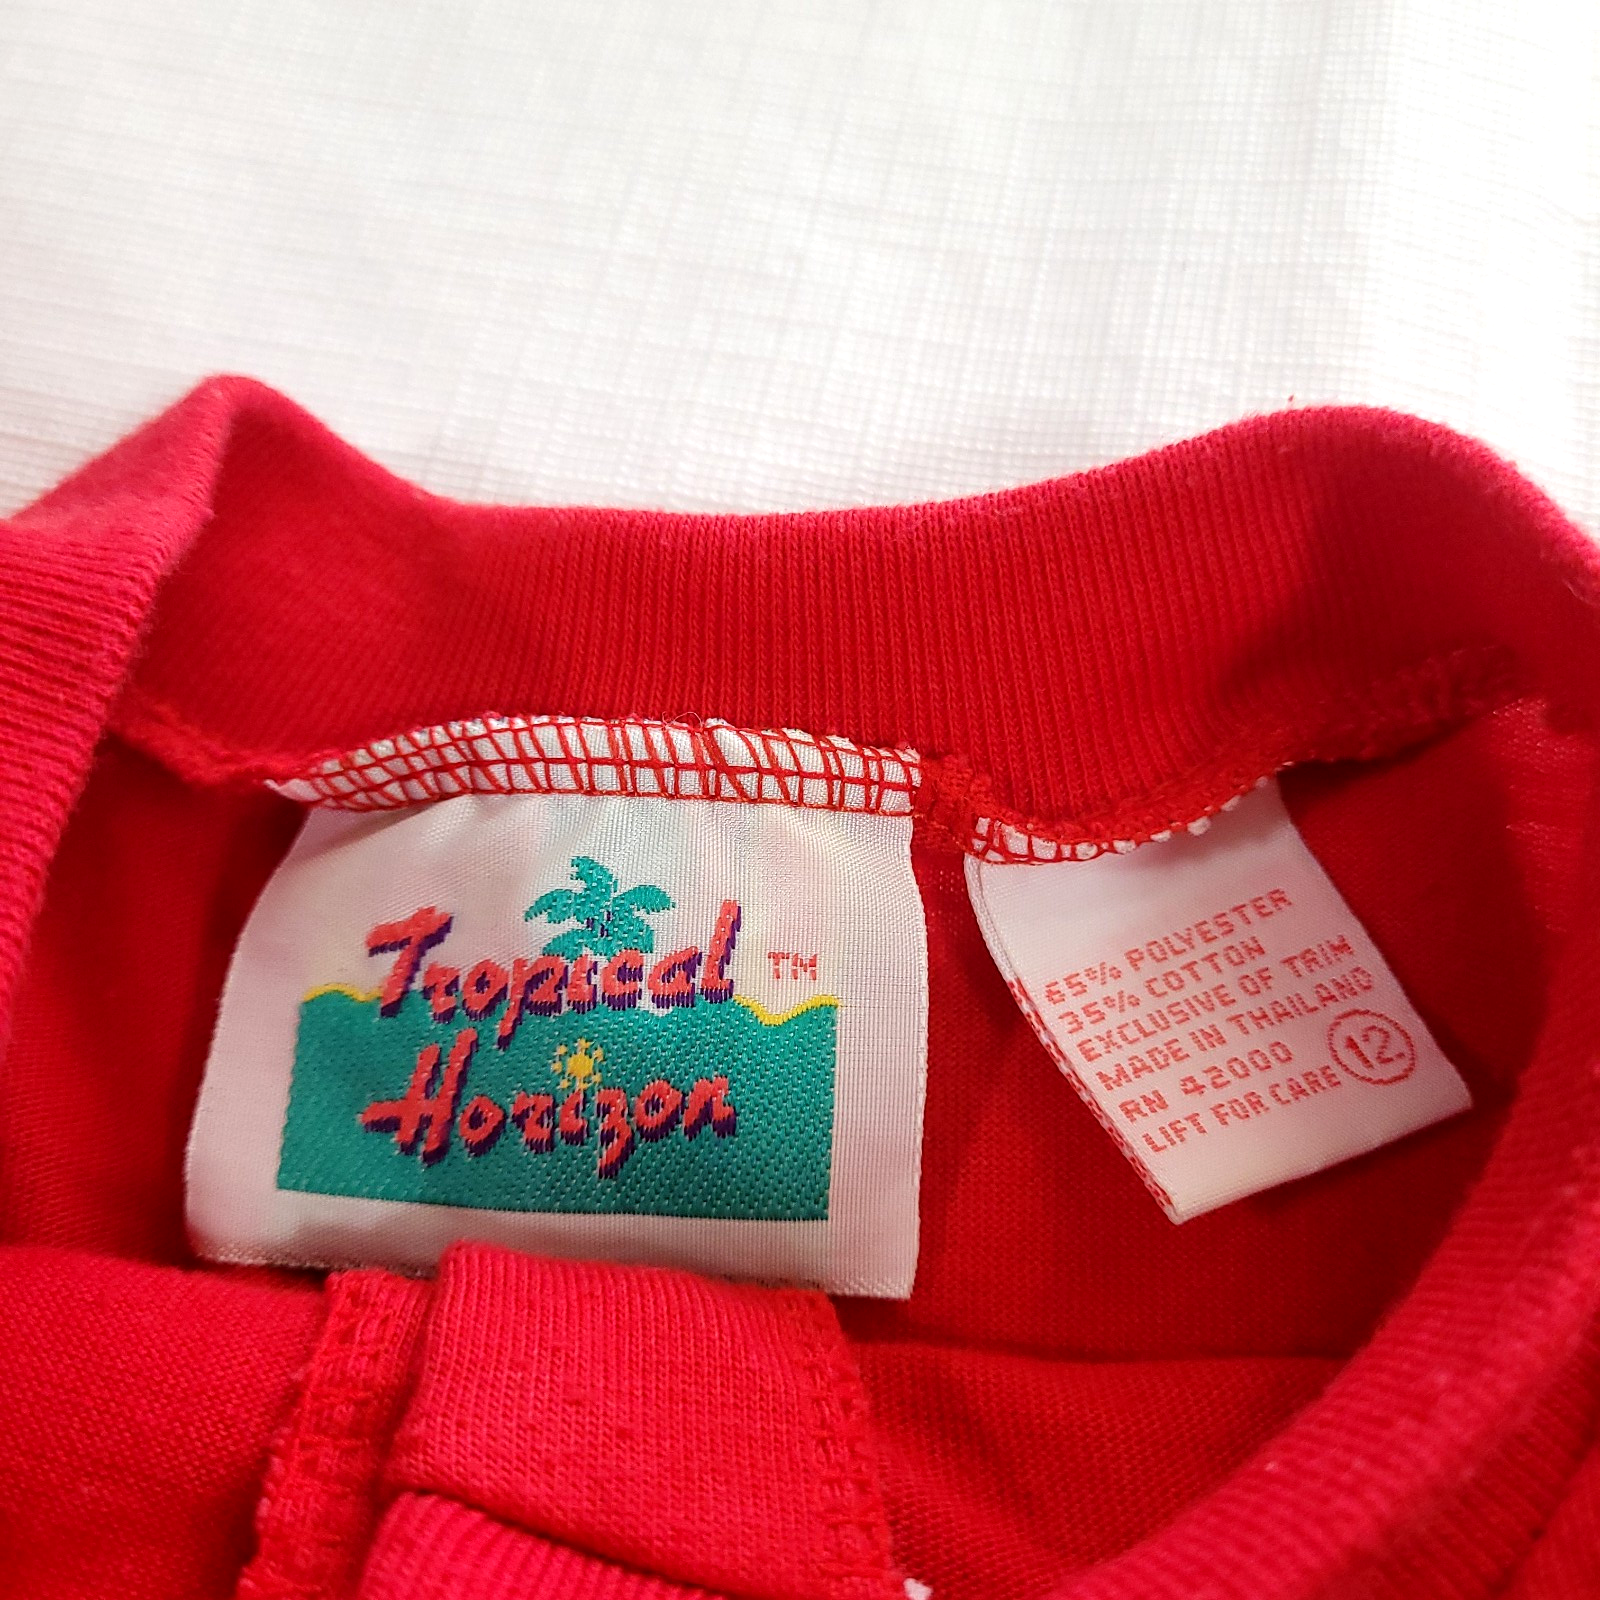 Tropical TM
Horizon
65% POLYESTER
35% COTTON
EXCLUSIVE OF TRIM
MADE IN THAILAND
RN 42000
12
LIFT FOR CARE